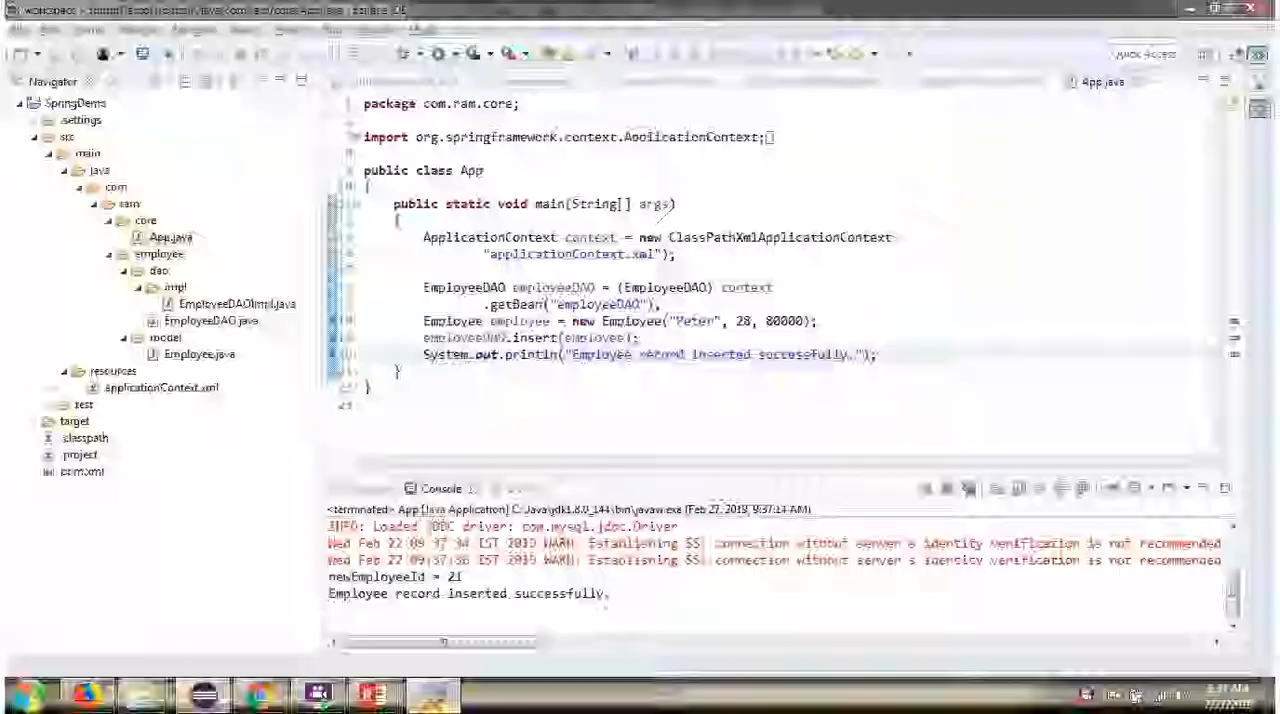 Quick Access
Navigator
App.java
SpringDemo
.settings
src
main
java
com
ram
core
App.java
employee
dao
impl
EmployeeDAOImpl.java
EmployeeDAO.java
model
Employee.java
resources
applicationContext.xml
test
target
.classpath
.project
pom.xml
package com.ram.core;
import org.springframework.context.ApplicationContext;
public class App
{
public static void main(String[] args)
{
ApplicationContext context = new ClassPathXmlApplicationContext
"applicationContext.xml");
EmployeeDAO employeeDAO = (EmployeeDAO) context
.getBean("employeeDAO");
Employee employee = new Employee("Peter", 28, 80000);
employeeDAO.insert(employee);
System.out.println("Employee record inserted successfully.");
}
}
Console
<terminated> App [Java Application] C:\Java\jdk1.8.0_144\bin\javaw.exe
INFO: Loaded JDBC driver: com.mysql.jdbc.Driver
WARN: Establishing SSL connection without server's identity verification is not recommended
WARN: Establishing SSL connection without server's identity verification is not recommended
newEmployeeId = 21
Employee record inserted successfully.